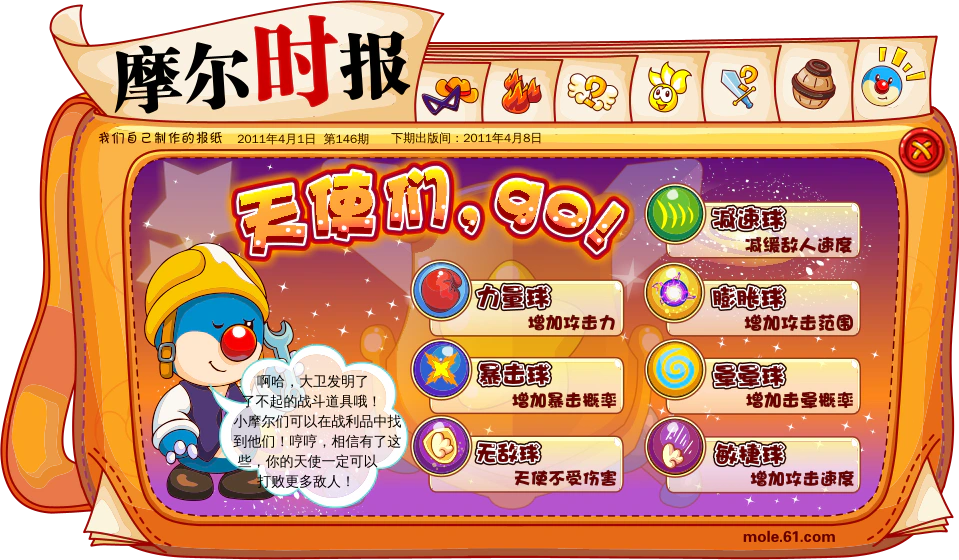 摩尔时报
我们自己制作的报纸 2011年4月1日 第146期 下期出版间：2011年4月8日
天使们，go！
减速球
减缓敌人速度
力量球
增加攻击力
膨胀球
增加攻击范围
暴击球
增加暴击概率
晕晕球
增加击晕概率
无敌球
天使不受伤害
敏捷球
增加攻击速度
啊哈，大卫发明了
了不起的战斗道具哦！
小摩尔们可以在战利品中找
到他们！哼哼，相信有了这
些，你的天使一定可以
打败更多敌人！
mole.61.com